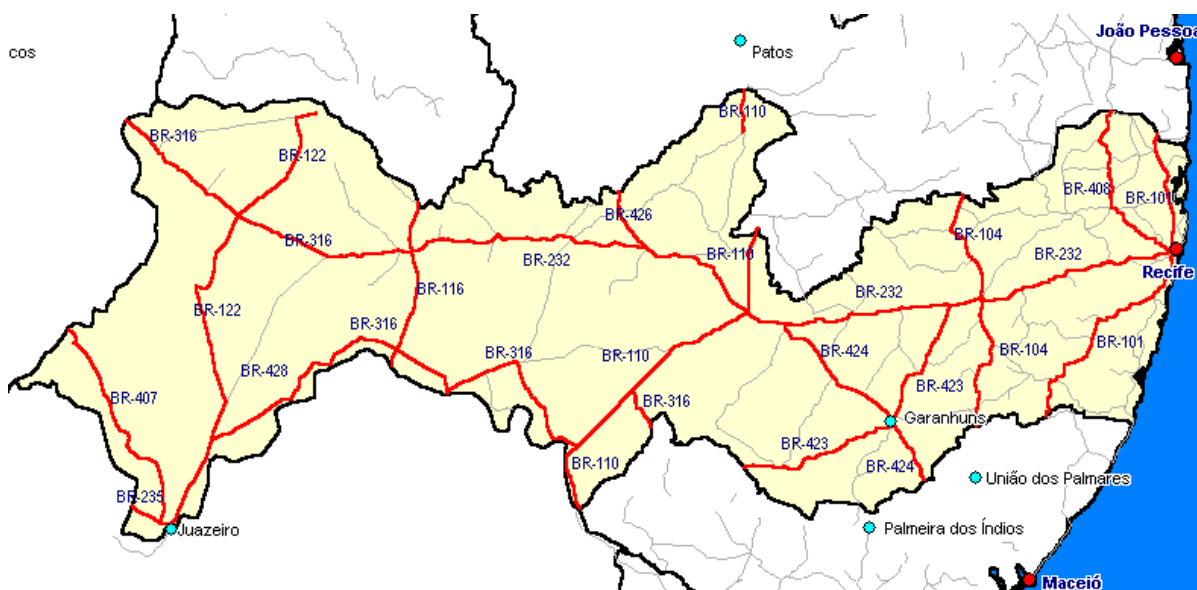 João Pessoa
cos
Patos
BR-110
BR-316
BR-122
BR-408
BR-101
BR-426
BR-104
BR-316
BR-110
BR-232
BR-232
Recife
BR-116
BR-232
BR-122
BR-316
BR-101
BR-316
BR-110
BR-424
BR-104
BR-428
BR-423
BR-407
BR-316
Garanhuns
BR-423
BR-110
BR-424
União dos Palmares
BR-235
Juazeiro
Palmeira dos Índios
Maceió